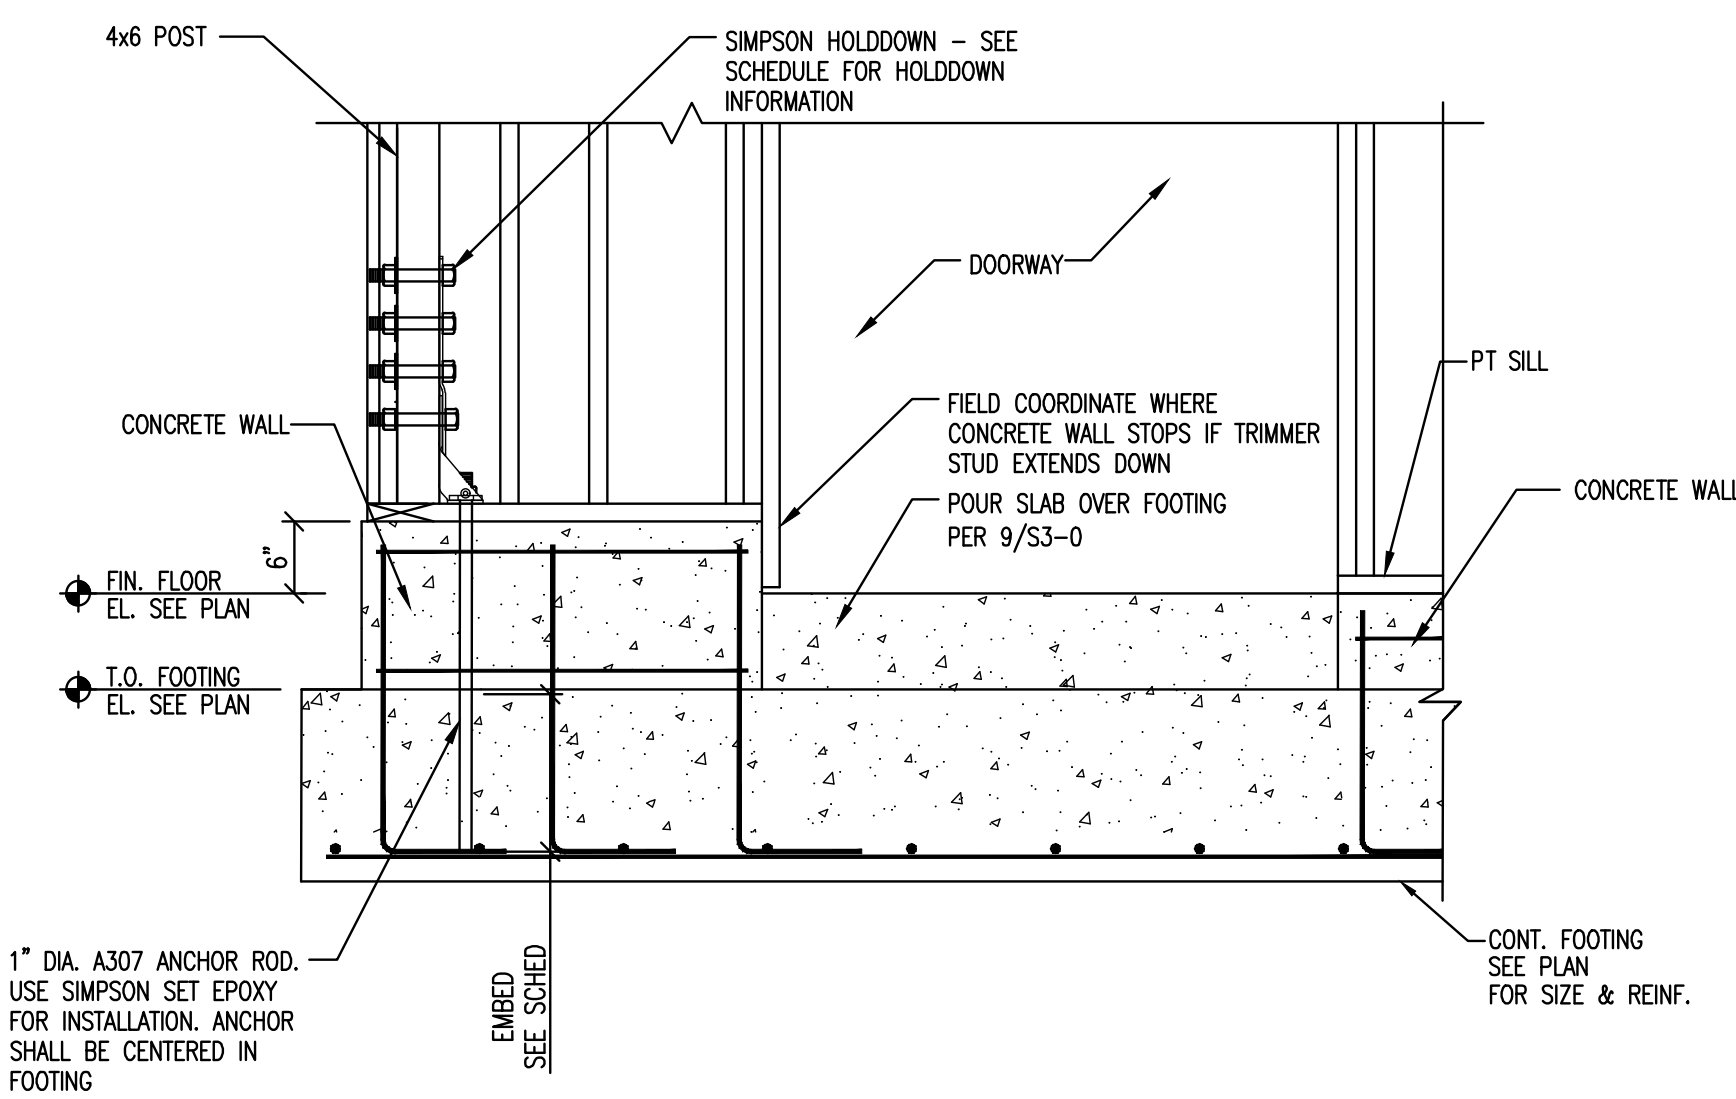 4x6 POST
SIMPSON HOLDDOWN - SEE
SCHEDULE FOR HOLDDOWN
INFORMATION
DOORWAY
PT SILL
CONCRETE WALL
FIELD COORDINATE WHERE
CONCRETE WALL STOPS IF TRIMMER
STUD EXTENDS DOWN
POUR SLAB OVER FOOTING
PER 9/S3-0
CONCRETE WALL
6"
FIN. FLOOR
EL. SEE PLAN
T.O. FOOTING
EL. SEE PLAN
1" DIA. A307 ANCHOR ROD.
USE SIMPSON SET EPOXY
FOR INSTALLATION. ANCHOR
SHALL BE CENTERED IN
FOOTING
EMBED
SEE SCHED
CONT. FOOTING
SEE PLAN
FOR SIZE & REINF.